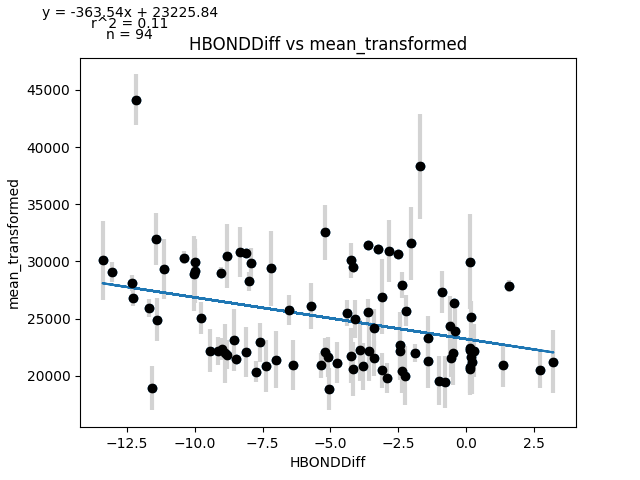 y = -363.54x + 23225.84
r^2 = 0.11
n = 94
HBONDDiff vs mean_transformed
mean_transformed
45000
40000
35000
30000
25000
20000
−12.5 −10.0 −7.5 −5.0 −2.5 0.0 2.5
HBONDDiff